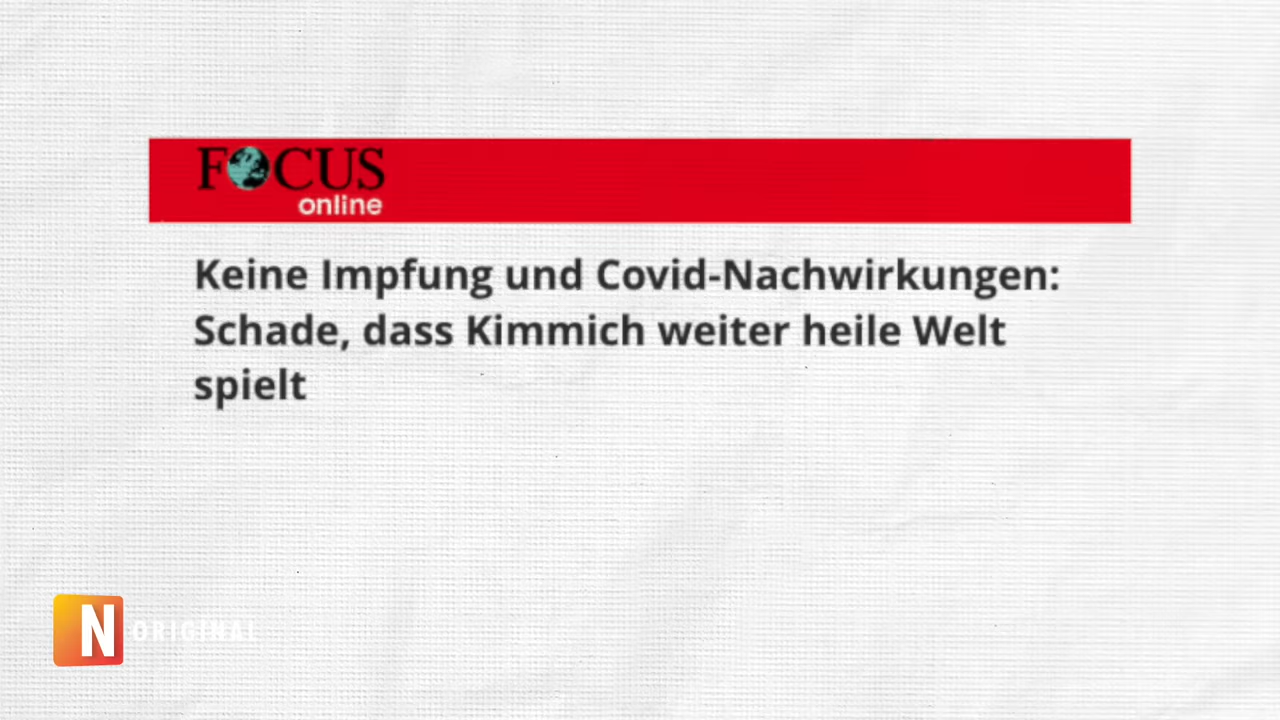 FOCUS
online
Keine Impfung und Covid-Nachwirkungen:
Schade, dass Kimmich weiter heile Welt
spielt
N ORIGINAL